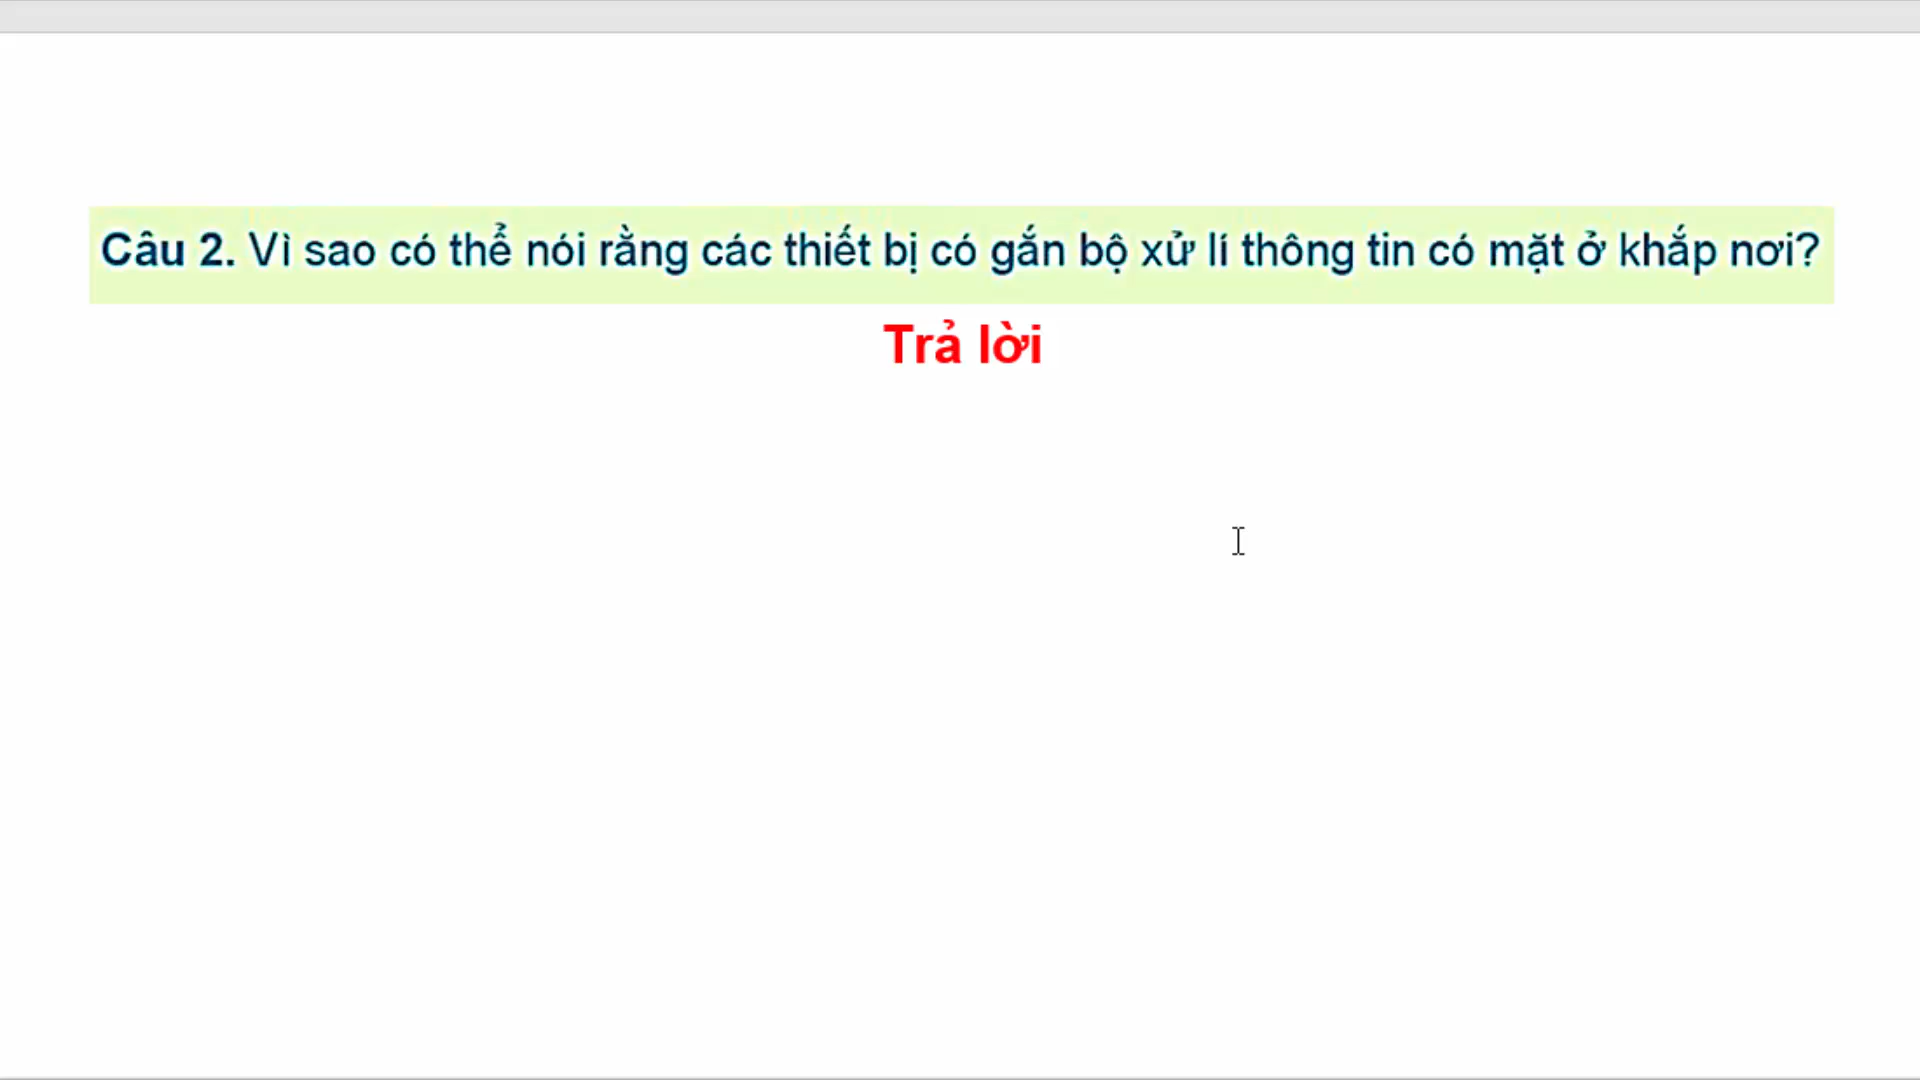 Câu 2. Vì sao có thể nói rằng các thiết bị có gắn bộ xử lí thông tin có mặt ở khắp nơi?
Trả lời